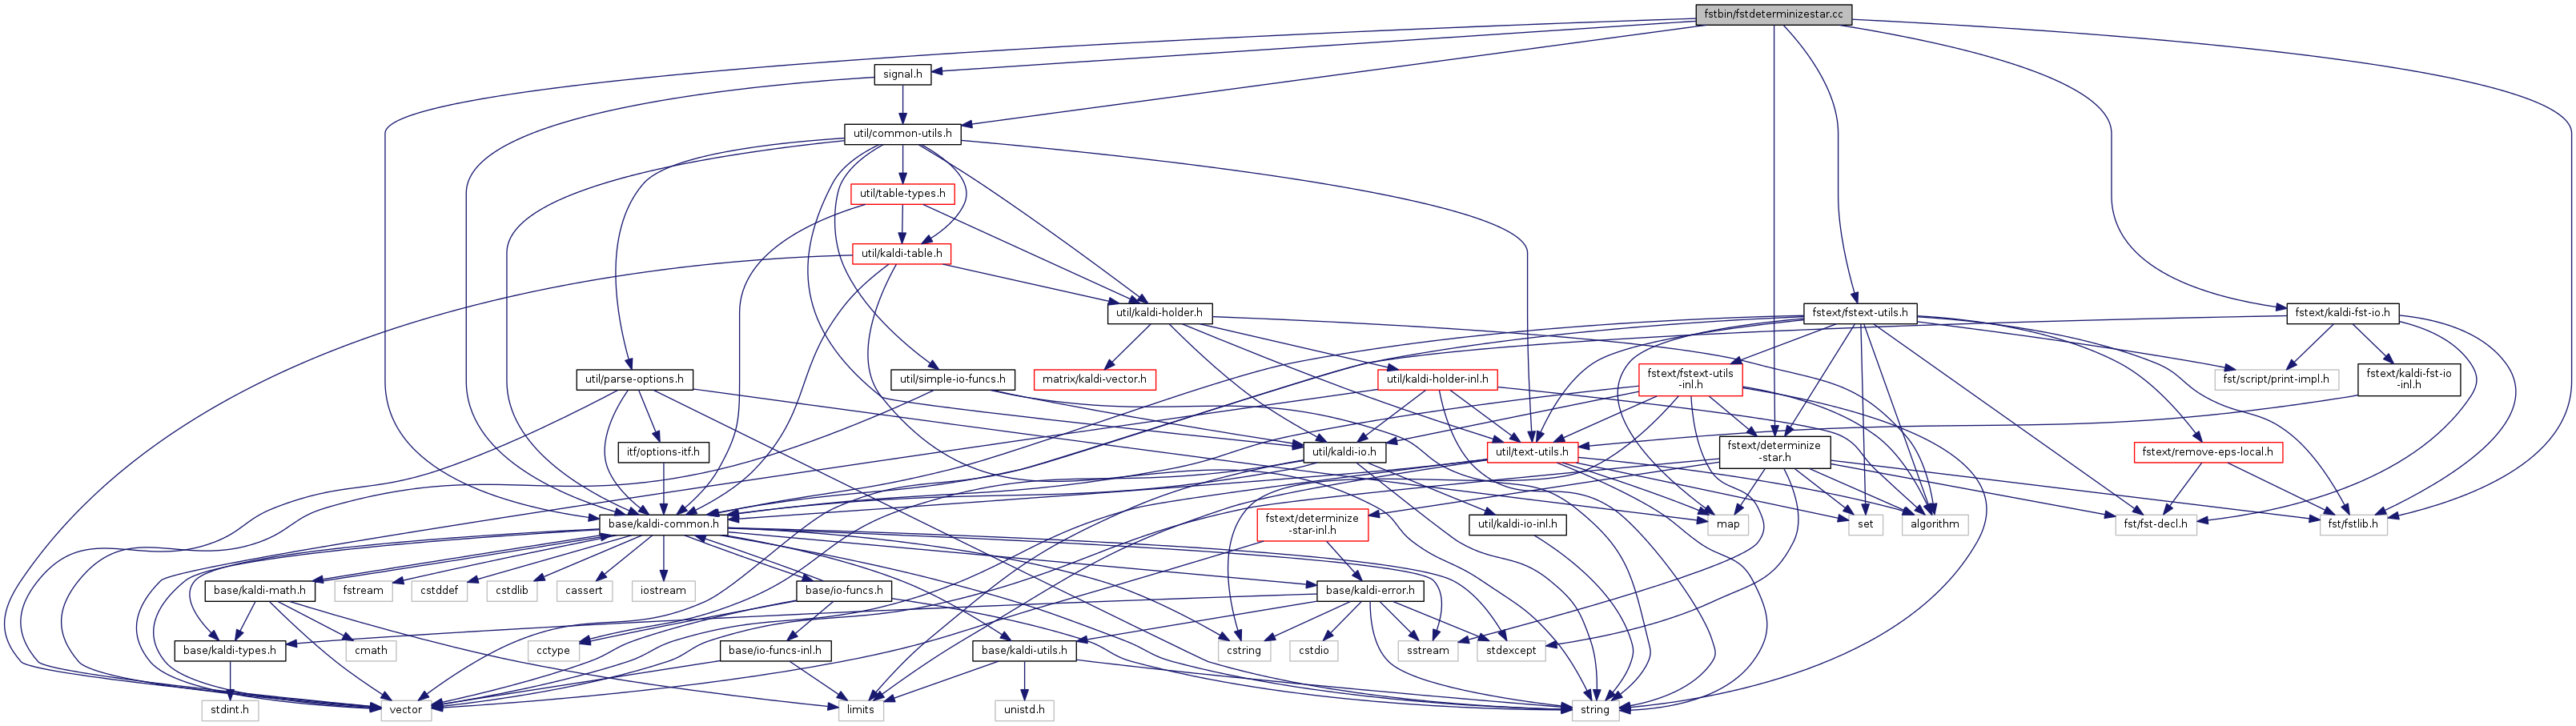 fstbin/fstdeterminizestar.cc
signal.h
util/common-utils.h
util/table-types.h
util/kaldi-table.h
util/kaldi-holder.h
fstext/fstext-utils.h
fstext/kaldi-fst-io.h
util/parse-options.h
util/simple-io-funcs.h
matrix/kaldi-vector.h
util/kaldi-holder-inl.h
fstext/fstext-utils
-inl.h
fst/script/print-impl.h
fstext/kaldi-fst-io
-inl.h
itf/options-itf.h
util/kaldi-io.h
util/text-utils.h
fstext/determinize
-star.h
fstext/remove-eps-local.h
base/kaldi-common.h
fstext/determinize
-star-inl.h
util/kaldi-io-inl.h
map
set
algorithm
fst/fst-decl.h
fst/fstlib.h
base/kaldi-math.h
fstream
cstddef
cstdlib
cassert
iostream
base/io-funcs.h
base/kaldi-error.h
base/kaldi-types.h
cmath
cctype
base/io-funcs-inl.h
base/kaldi-utils.h
cstring
cstdio
sstream
stdexcept
stdint.h
vector
limits
unistd.h
string